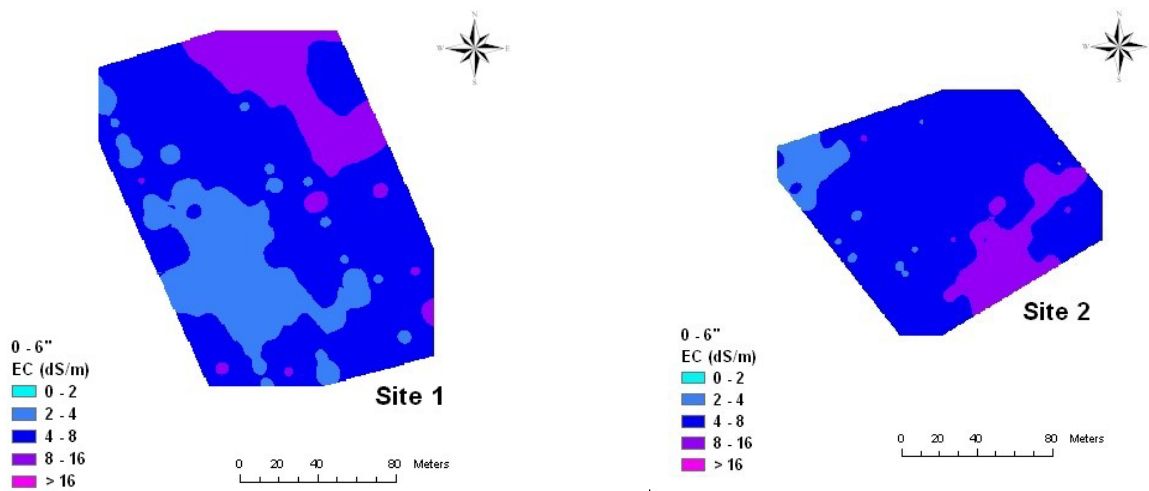 N
W E
S
0 - 6"
EC (dS/m)
0 - 2
2 - 4
4 - 8
8 - 16
> 16
Site 1
0 20 40 80 Meters
N
W E
S
0 - 6"
EC (dS/m)
0 - 2
2 - 4
4 - 8
8 - 16
> 16
Site 2
0 20 40 80 Meters